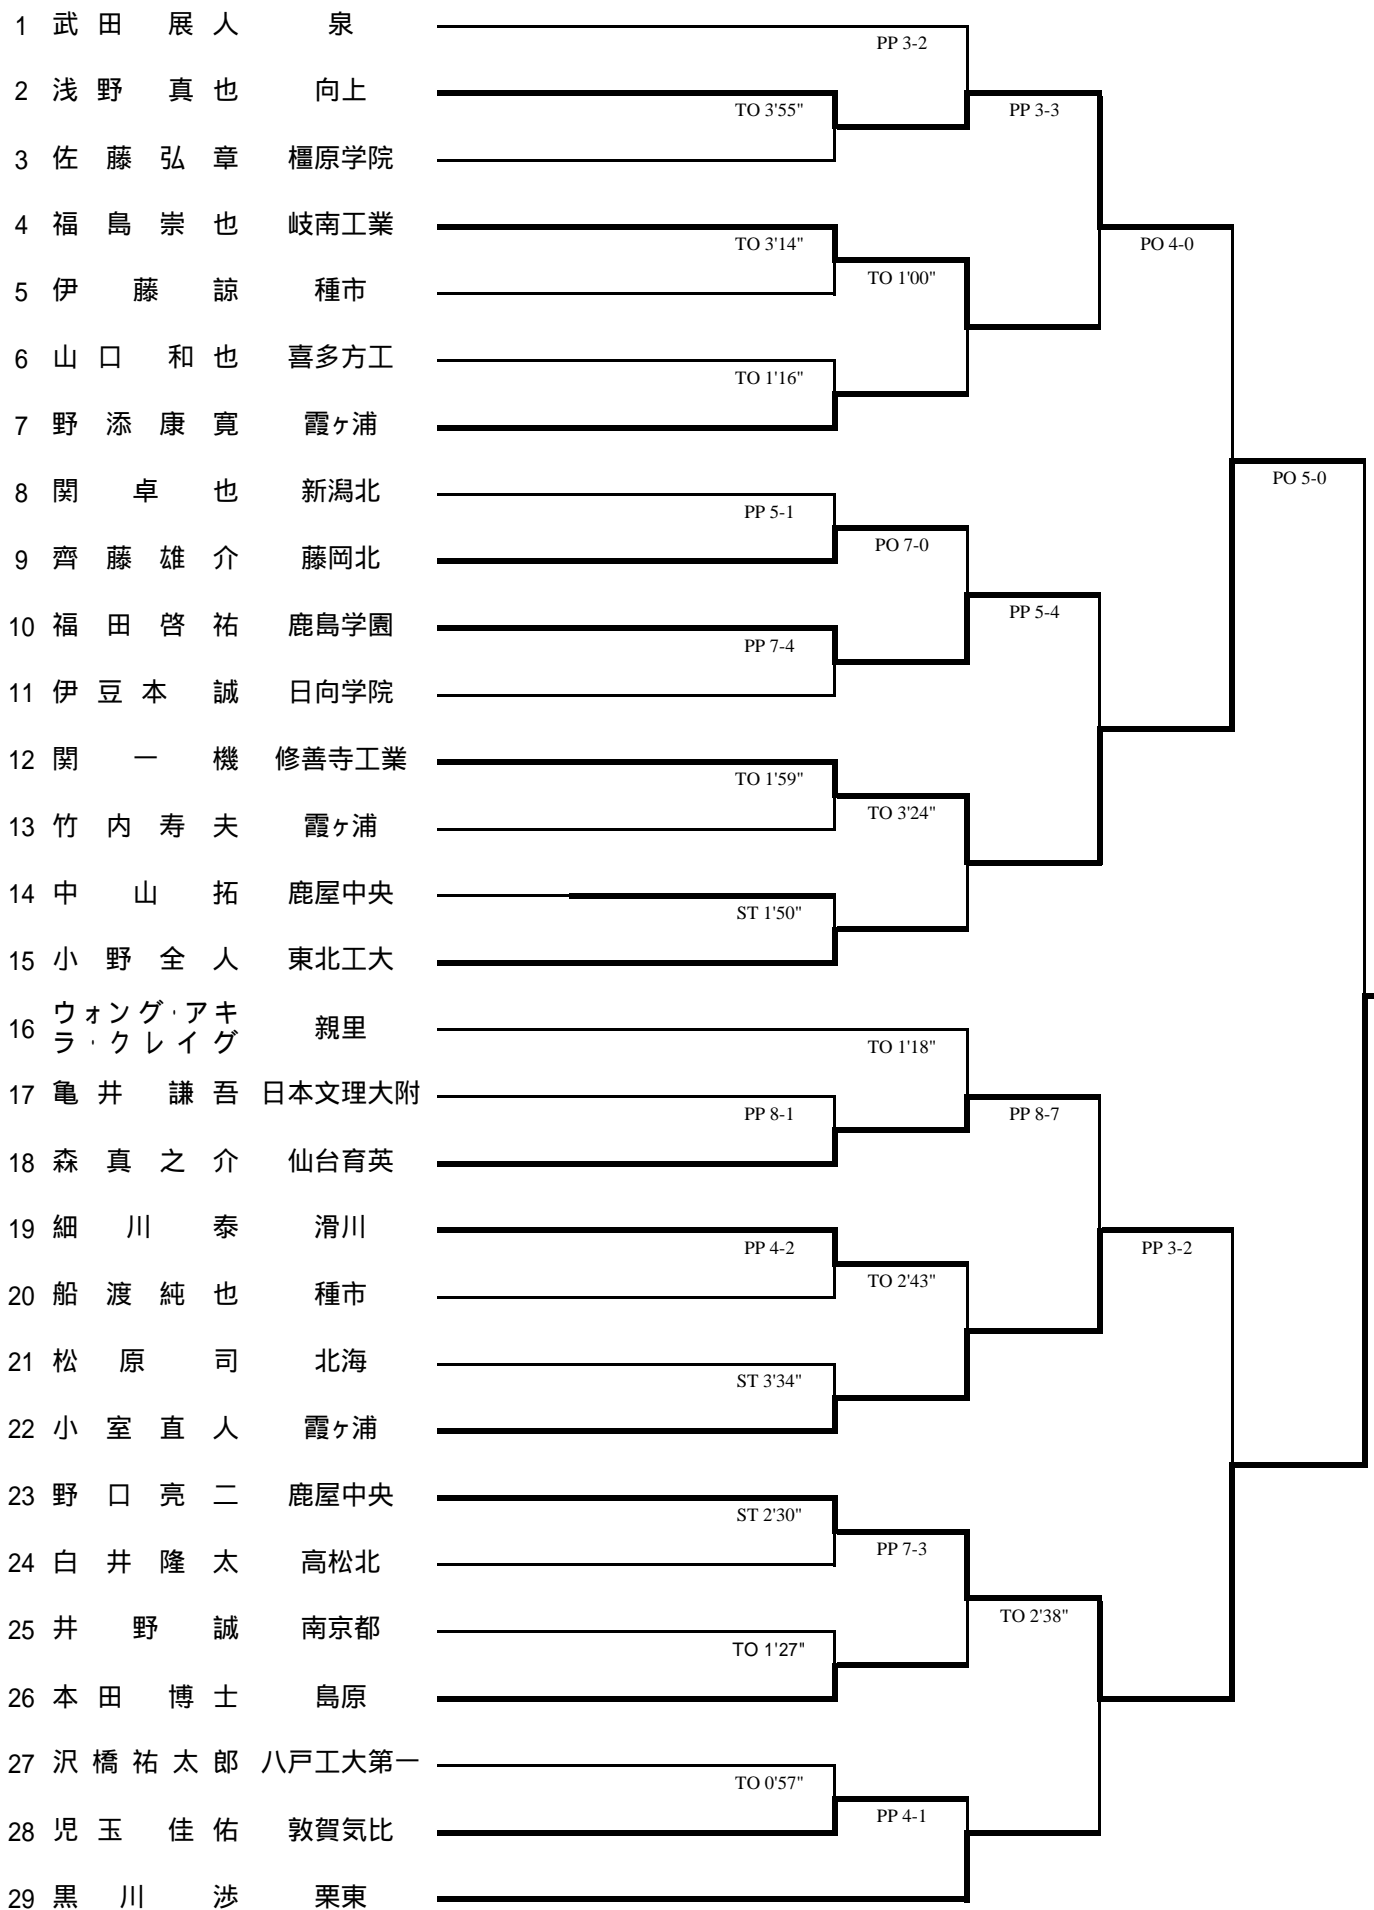 1 武田 展人 泉
PP 3-2
2 浅野 真也 向上
TO 3'55" PP 3-3
3 佐藤弘章 橿原学院
4 福島崇也 岐南工業
TO 3'14" PO 4-0
TO 1'00"
5 伊藤諒 種市
6 山口 和也 喜多方工
TO 1'16"
7 野添康寛 霞ヶ浦
PO 5-0
8 関卓也 新潟北
PP 5-1
PO 7-0
9 齊藤雄介 藤岡北
PP 5-4
10 福田啓祐 鹿島学園
PP 7-4
11 伊豆本 誠 日向学院
12 関一機 修善寺工業
TO 1'59"
TO 3'24"
13 竹内寿夫 霞ヶ浦
14 中山拓 鹿屋中央
ST 1'50"
15 小野全人 東北工大
16 ウォング・アキ
ラ・クレイグ 親里
TO 1'18"
17 亀井 謙吾 日本文理大附
PP 8-1 PP 8-7
18 森真之介 仙台育英
19 細川泰 滑川
PP 4-2 PP 3-2
TO 2'43"
20 船渡純也 種市
21 松原司 北海
ST 3'34"
22 小室直人 霞ヶ浦
23 野口亮二 鹿屋中央
ST 2'30"
PP 7-3
24 白井隆太 高松北
TO 2'38"
25 井野誠 南京都
TO 1'27"
26 本田 博士 島原
27 沢橋祐太郎 八戸工大第一
TO 0'57"
PP 4-1
28 児玉 佳佑 敦賀気比
29 黒川渉 栗東